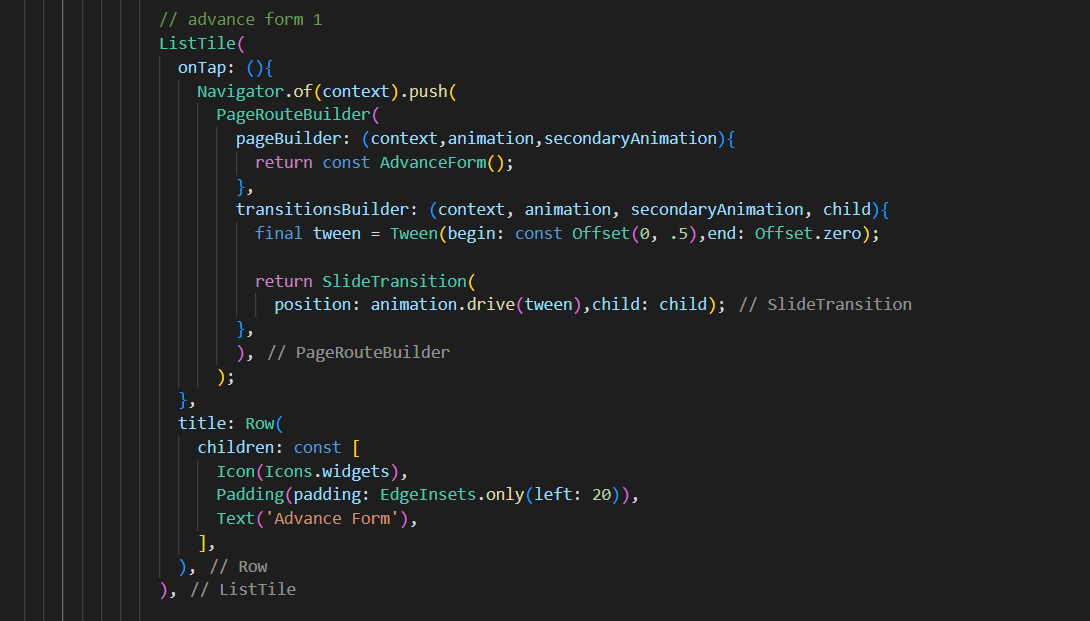 // advance form 1
ListTile(
onTap: (){
Navigator.of(context).push(
PageRouteBuilder(
pageBuilder: (context,animation,secondaryAnimation){
return const AdvanceForm();
},
transitionsBuilder: (context, animation, secondaryAnimation, child){
final tween = Tween(begin: const Offset(0, .5),end: Offset.zero);
return SlideTransition(
position: animation.drive(tween),child: child); // SlideTransition
},
), // PageRouteBuilder
);
},
title: Row(
children: const [
Icon(Icons.widgets),
Padding(padding: EdgeInsets.only(left: 20)),
Text('Advance Form'),
],
), // Row
), // ListTile